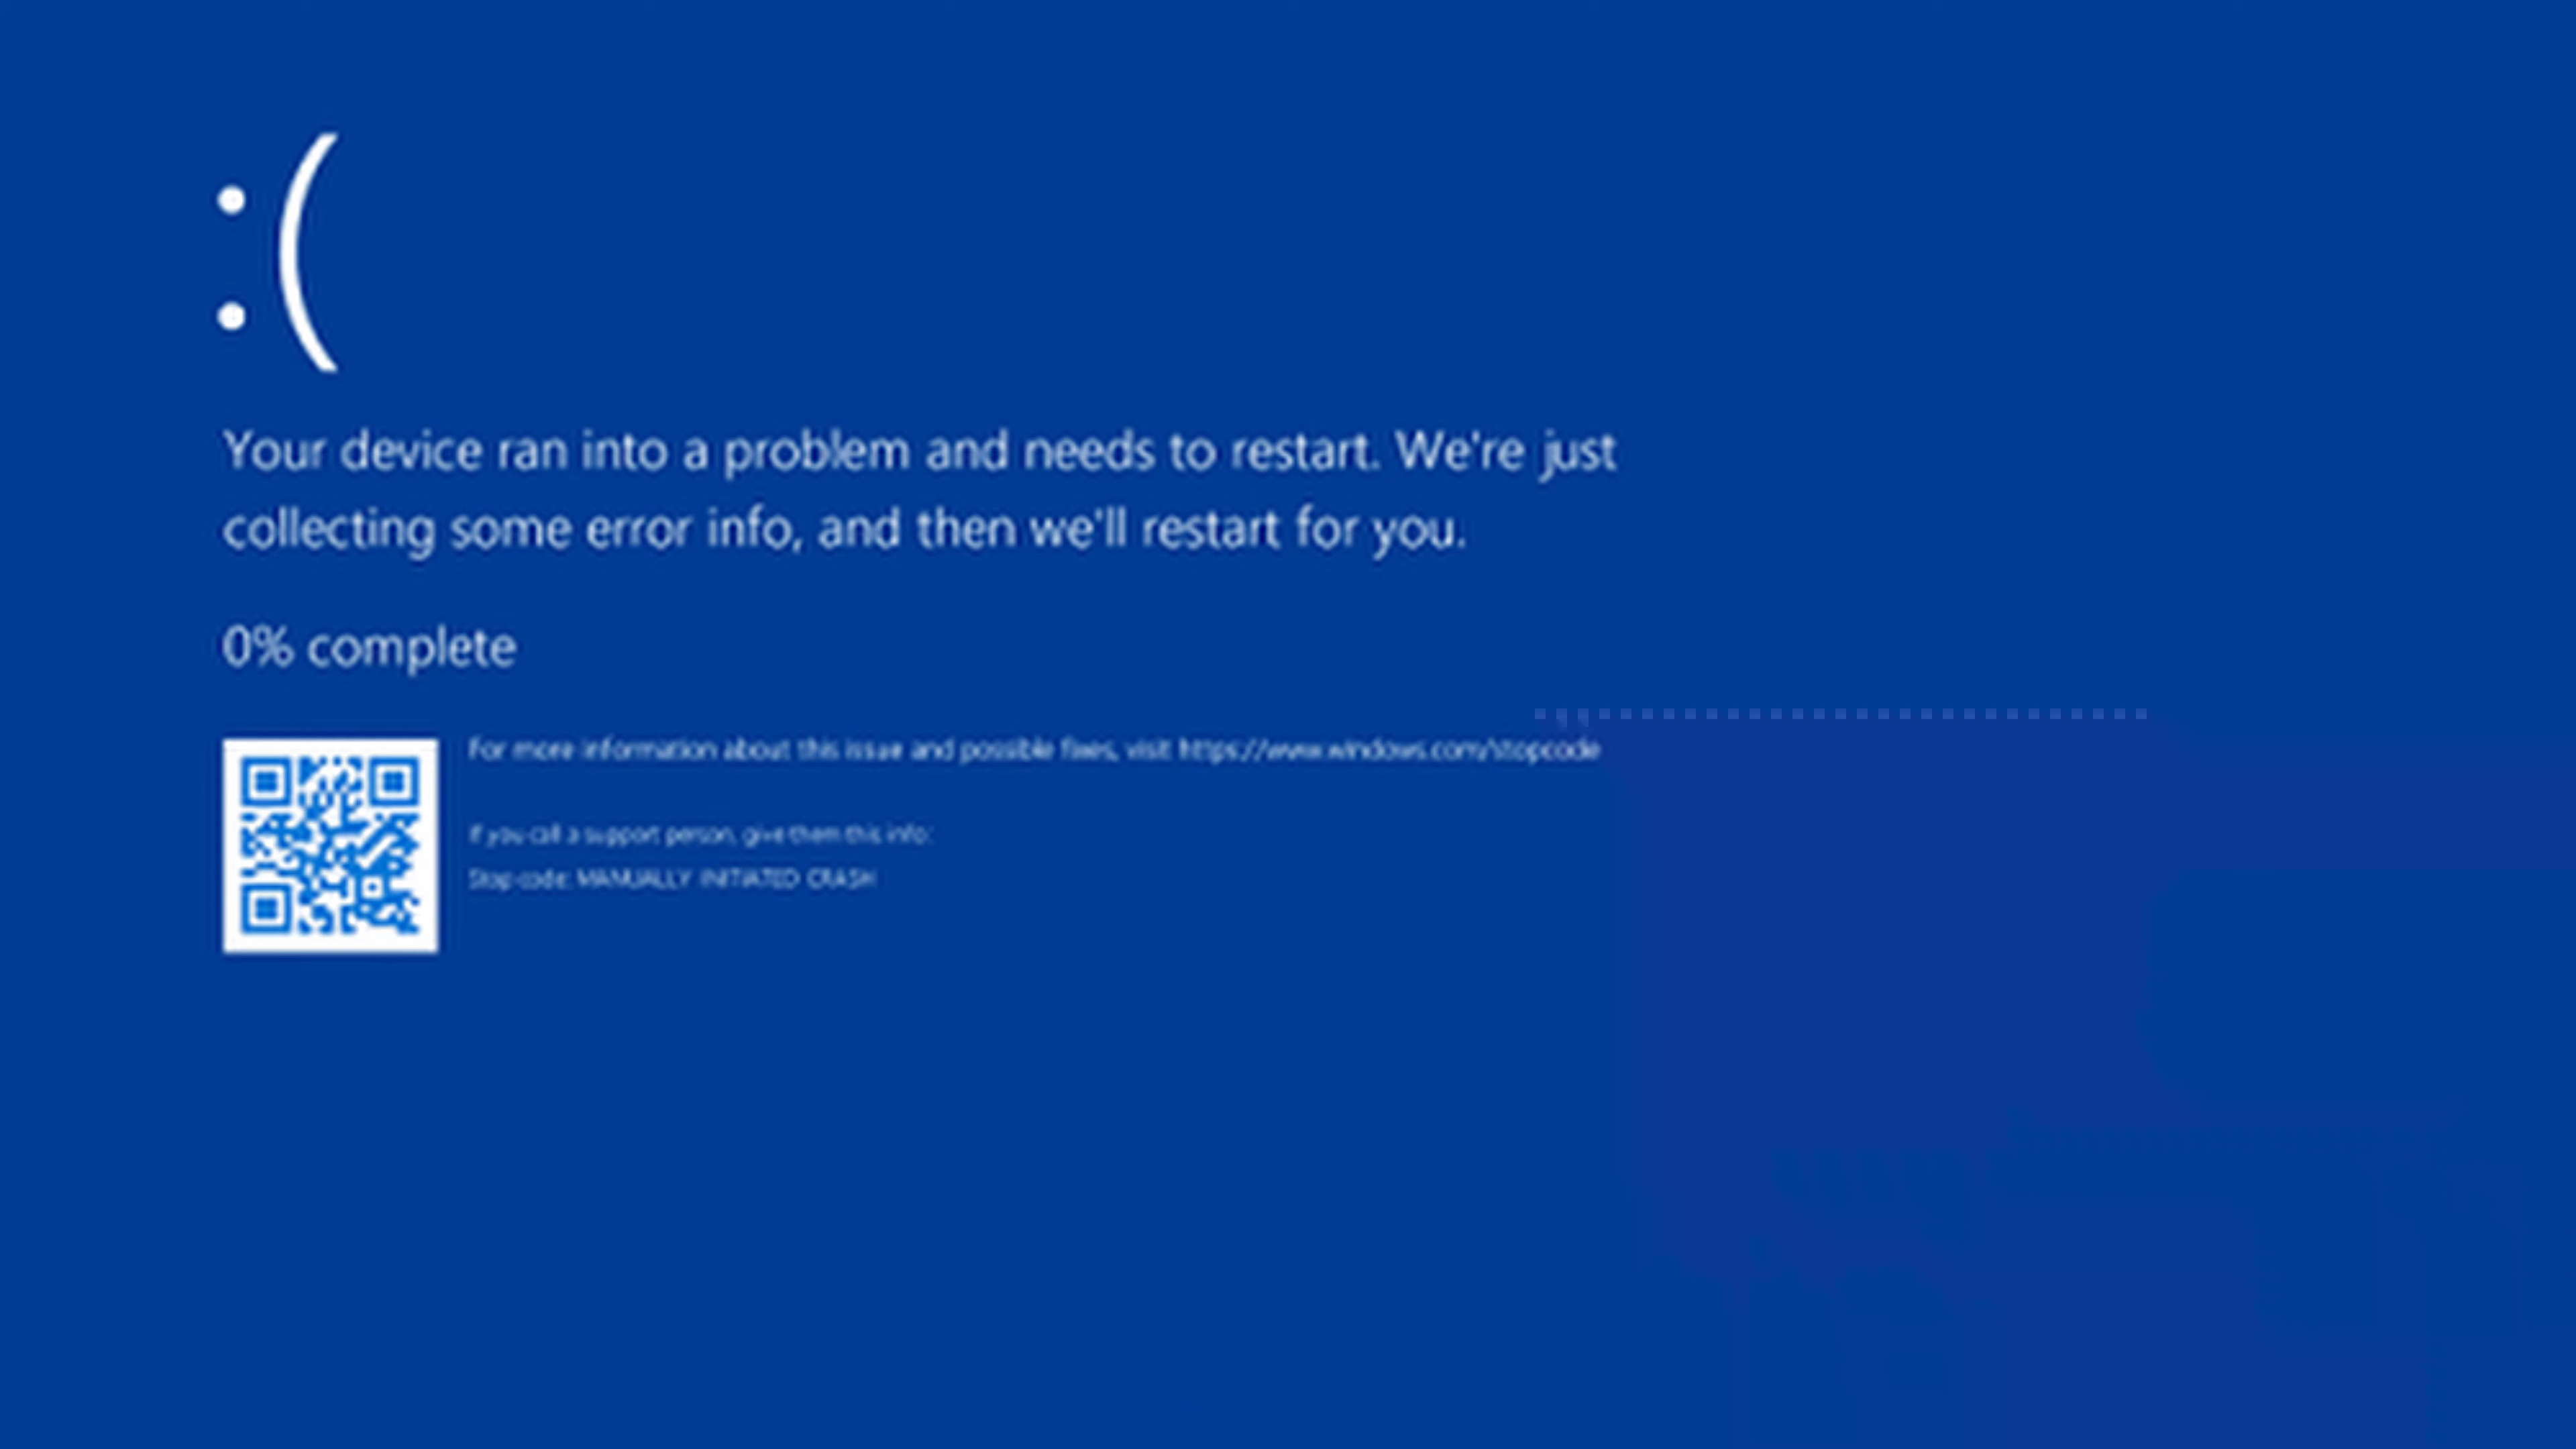 :(
Your device ran into a problem and needs to restart. We're just
collecting some error info, and then we'll restart for you.
0% complete
For more information about this issue and possible fixes, visit https://www.windows.com/stopcode
If you call a support person, give them this info:
Stop code: MANUALLY INITIATED CRASH